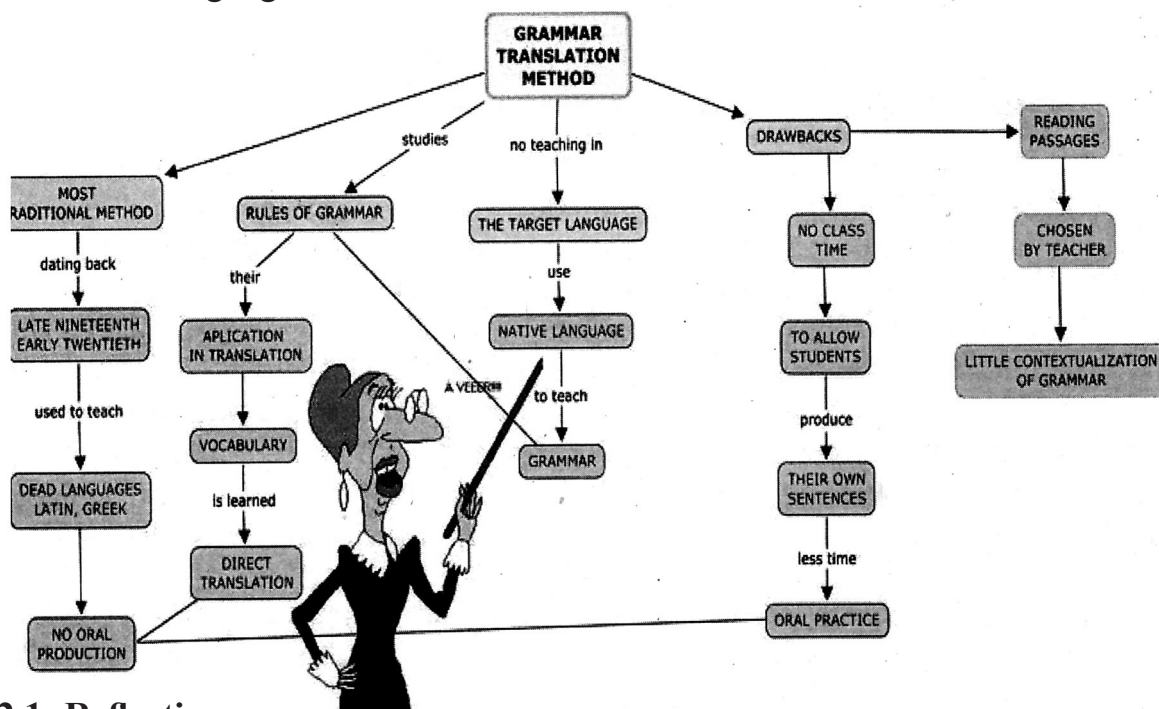 GRAMMAR
TRANSLATION
METHOD
studies
no teaching in
DRAWBACKS
READING
PASSAGES
MOST
RADITIONAL METHOD
RULES OF GRAMMAR
THE TARGET LANGUAGE
NO CLASS
TIME
CHOSEN
BY TEACHER
dating back
their
use
LATE NINETEENTH
EARLY TWENTIETH
APLICATION
IN TRANSLATION
NATIVE LANGUAGE
TO ALLOW
STUDENTS
LITTLE CONTEXTUALIZATION
OF GRAMMAR
used to teach
to teach
produce
VOCABULARY
GRAMMAR
DEAD LANGUAGES
LATIN, GREEK
is learned
THEIR OWN
SENTENCES
less time
DIRECT
TRANSLATION
NO ORAL
PRODUCTION
ORAL PRACTICE